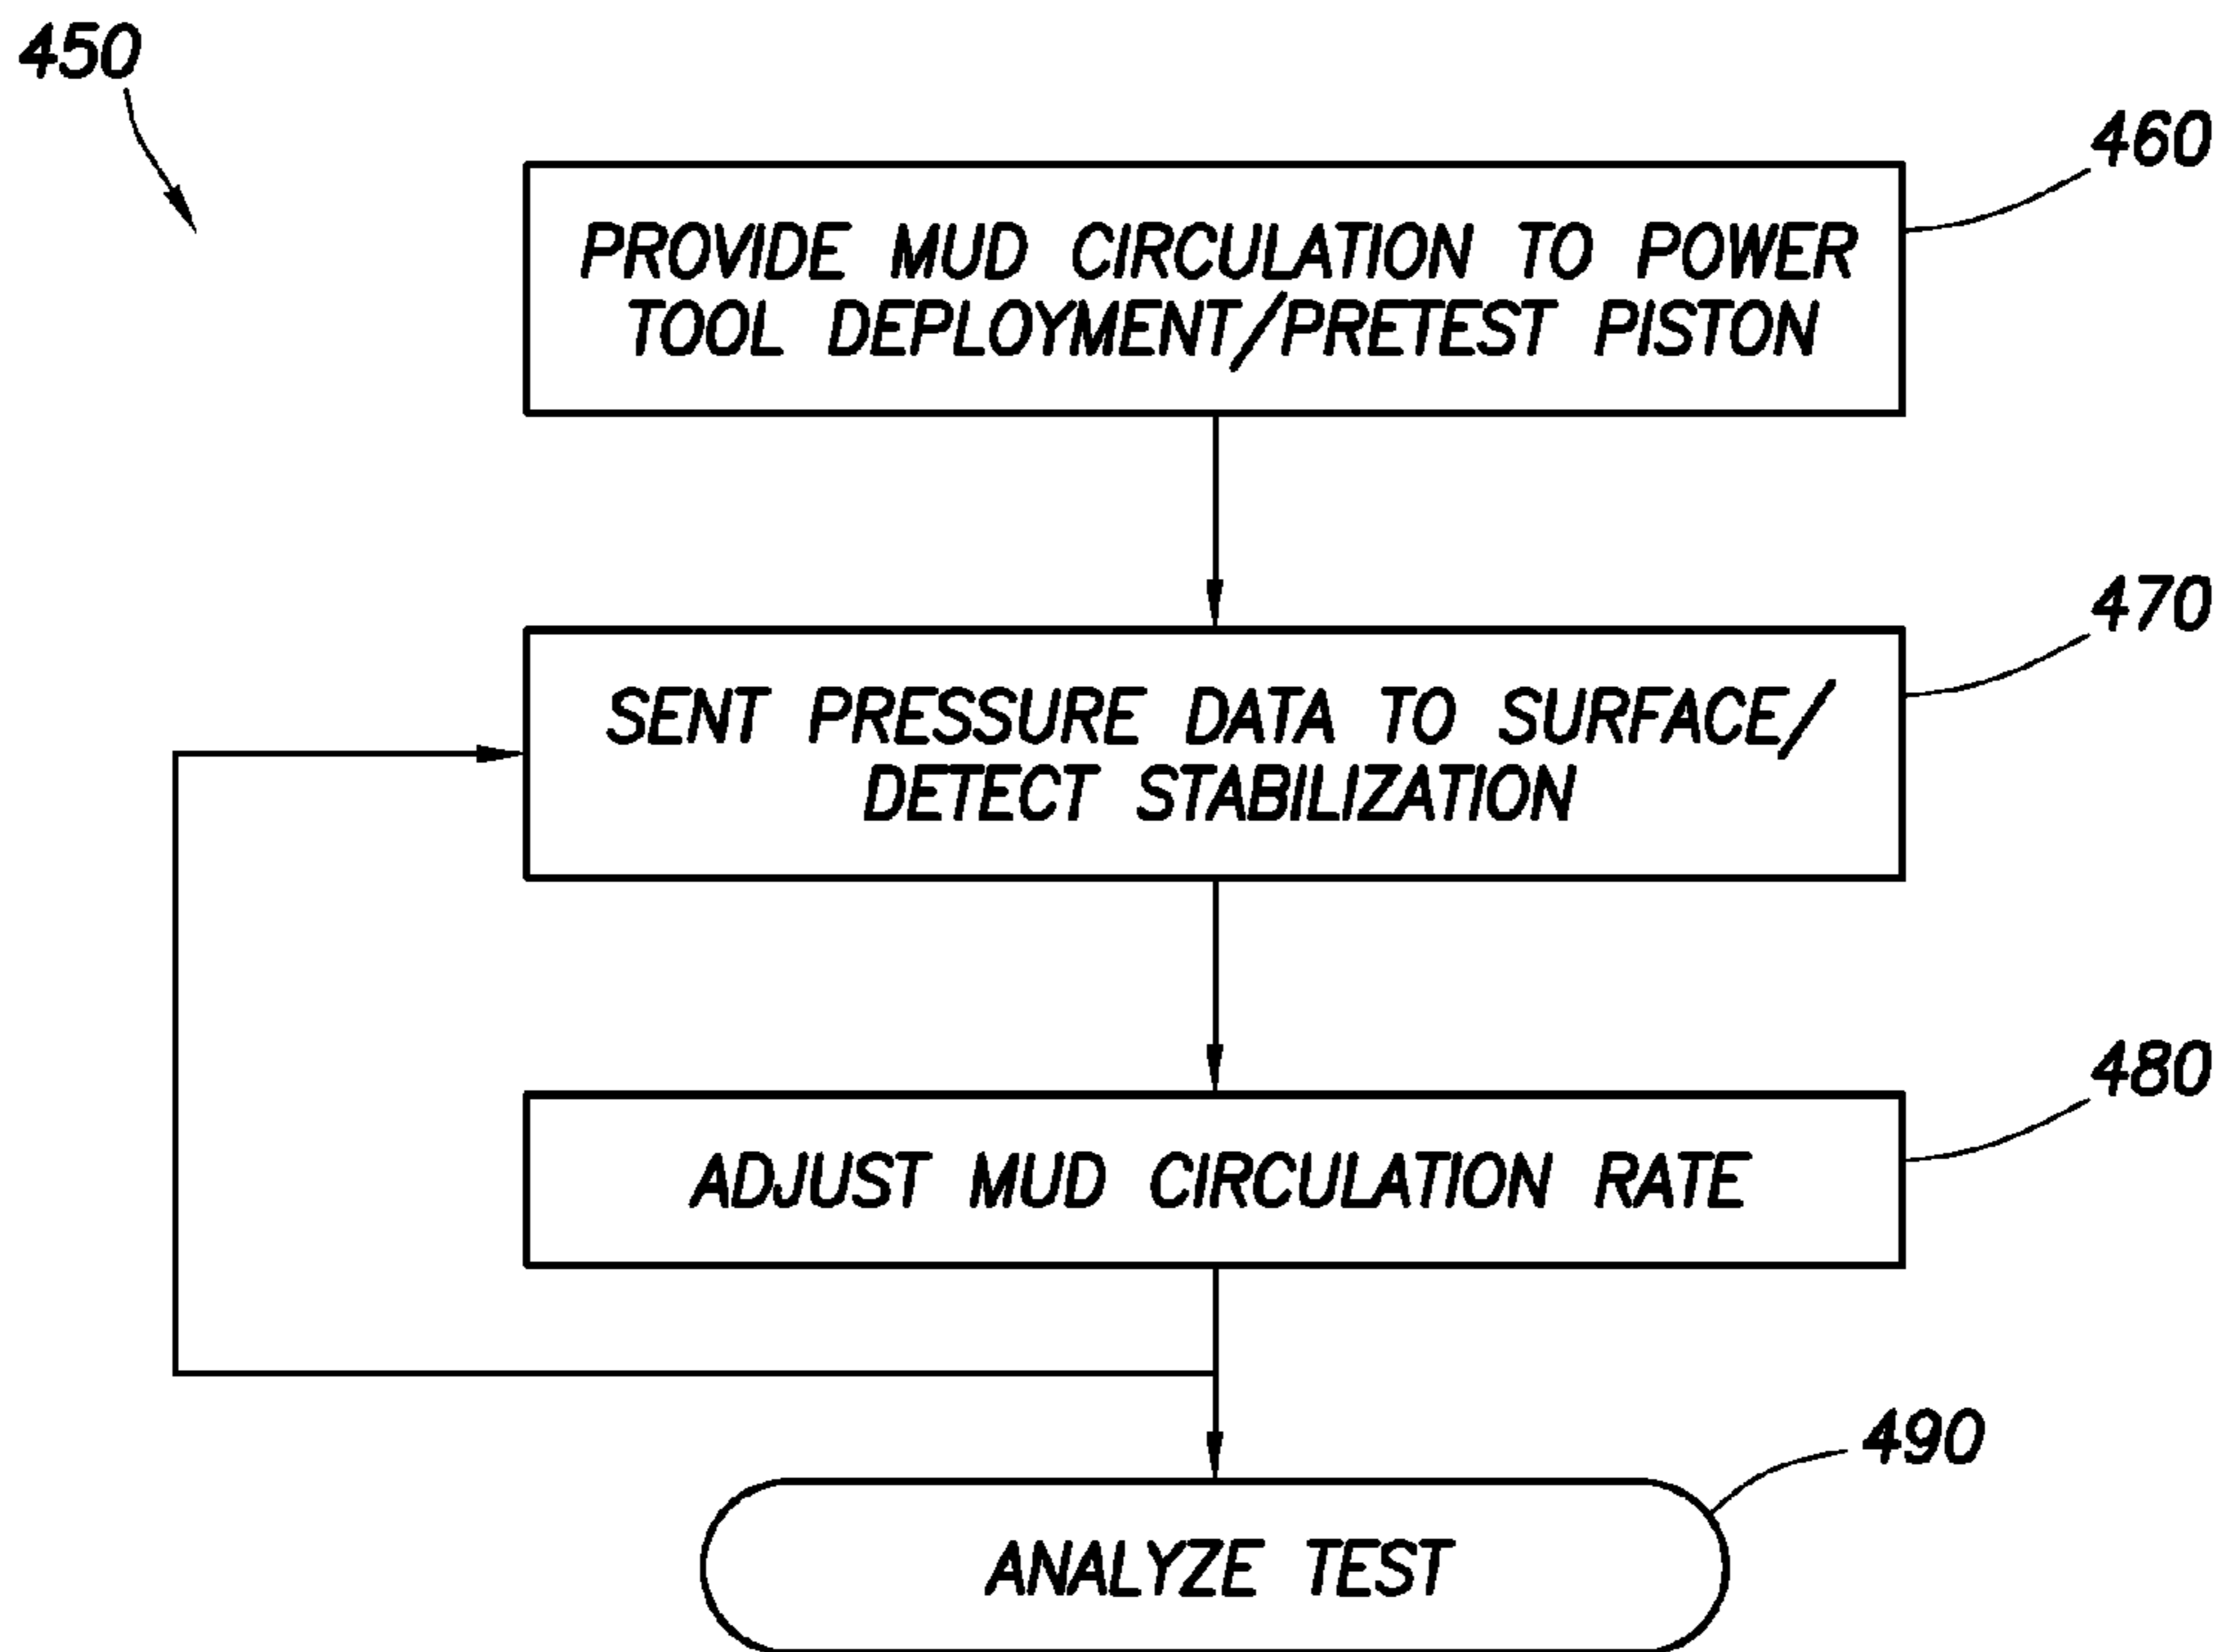 450
460
PROVIDE MUD CIRCULATION TO POWER
TOOL DEPLOYMENT/PRETEST PISTON
470
SENT PRESSURE DATA TO SURFACE/
DETECT STABILIZATION
480
ADJUST MUD CIRCULATION RATE
490
ANALYZE TEST